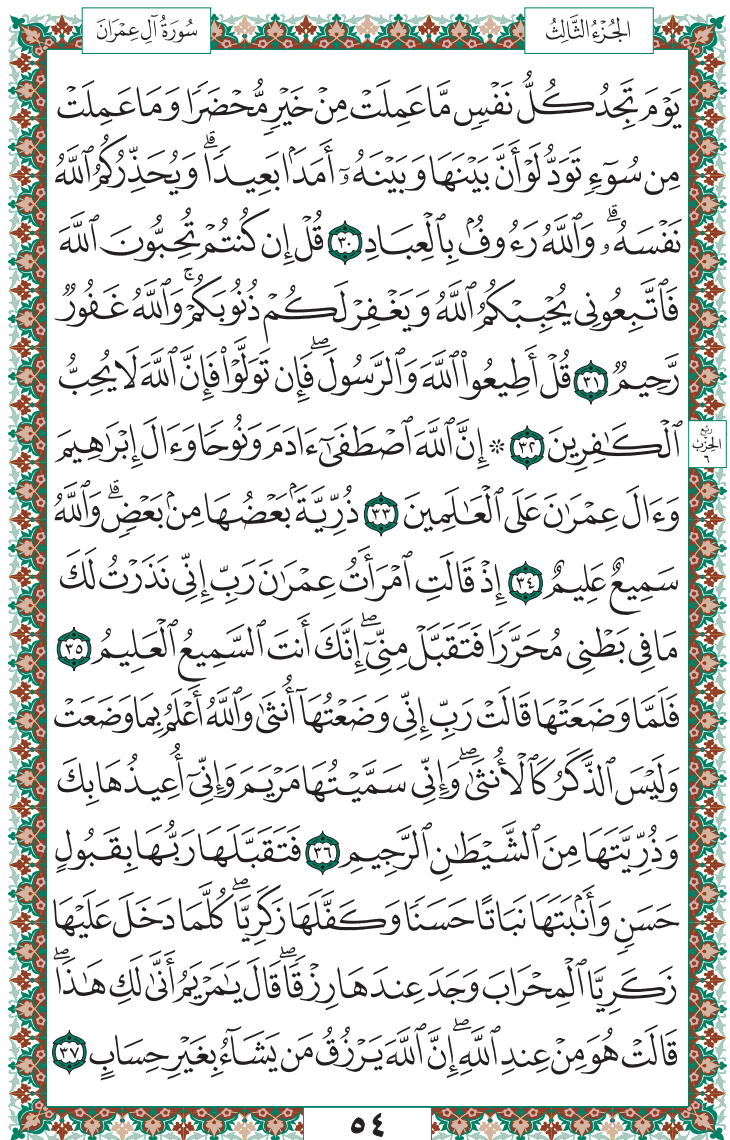 الجُزْءُ الثَّالِثُ
سُورَةُ آلِ عِمْرَانَ
يَوْمَ تَجِدُ كُلُّ نَفْسٍ مَّا عَمِلَتْ مِنْ خَيْرٍ مُّحْضَرًا وَمَا عَمِلَتْ
مِن سُوٓءٍ تَوَدُّ لَوْ أَنَّ بَيْنَهَا وَبَيْنَهُۥٓ أَمَدَۢا بَعِيدًاۗ وَيُحَذِّرُكُمُ ٱللَّهُ
نَفْسَهُۥۗ وَٱللَّهُ رَءُوفُۢ بِٱلْعِبَادِ ٣٠ قُلْ إِن كُنتُمْ تُحِبُّونَ ٱللَّهَ
فَٱتَّبِعُونِى يُحْبِبْكُمُ ٱللَّهُ وَيَغْفِرْ لَكُمْ ذُنُوبَكُمْۚ وَٱللَّهُ غَفُورٌ
رَّحِيمٌ ٣١ قُلْ أَطِيعُوا۟ ٱللَّهَ وَٱلرَّسُولَۖ فَإِن تَوَلَّوْا۟ فَإِنَّ ٱللَّهَ لَا يُحِبُّ
ٱلْكَـٰفِرِينَ ٣٢ ۞ إِنَّ ٱللَّهَ ٱصْطَفَىٰٓ ءَادَمَ وَنُوحًا وَءَالَ إِبْرَٰهِيمَ
رُبْع
الحِزْب
٦
وَءَالَ عِمْرَٰنَ عَلَى ٱلْعَـٰلَمِينَ ٣٣ ذُرِّيَّةَۢ بَعْضُهَا مِنۢ بَعْضٍۗ وَٱللَّهُ
سَمِيعٌ عَلِيمٌ ٣٤ إِذْ قَالَتِ ٱمْرَأَتُ عِمْرَٰنَ رَبِّ إِنِّى نَذَرْتُ لَكَ
مَا فِى بَطْنِى مُحَرَّرًا فَتَقَبَّلْ مِنِّىٓۖ إِنَّكَ أَنتَ ٱلسَّمِيعُ ٱلْعَلِيمُ ٣٥
فَلَمَّا وَضَعَتْهَا قَالَتْ رَبِّ إِنِّى وَضَعْتُهَآ أُنثَىٰ وَٱللَّهُ أَعْلَمُ بِمَا وَضَعَتْ
وَلَيْسَ ٱلذَّكَرُ كَٱلْأُنثَىٰۖ وَإِنِّى سَمَّيْتُهَا مَرْيَمَ وَإِنِّىٓ أُعِيذُهَا بِكَ
وَذُرِّيَّتَهَا مِنَ ٱلشَّيْطَـٰنِ ٱلرَّجِيمِ ٣٦ فَتَقَبَّلَهَا رَبُّهَا بِقَبُولٍ
حَسَنٍ وَأَنۢبَتَهَا نَبَاتًا حَسَنًا وَكَفَّلَهَا زَكَرِيَّاۖ كُلَّمَا دَخَلَ عَلَيْهَا
زَكَرِيَّا ٱلْمِحْرَابَ وَجَدَ عِندَهَا رِزْقًاۖ قَالَ يَـٰمَرْيَمُ أَنَّىٰ لَكِ هَـٰذَاۖ
قَالَتْ هُوَ مِنْ عِندِ ٱللَّهِۖ إِنَّ ٱللَّهَ يَرْزُقُ مَن يَشَآءُ بِغَيْرِ حِسَابٍ ٣٧
٥٤